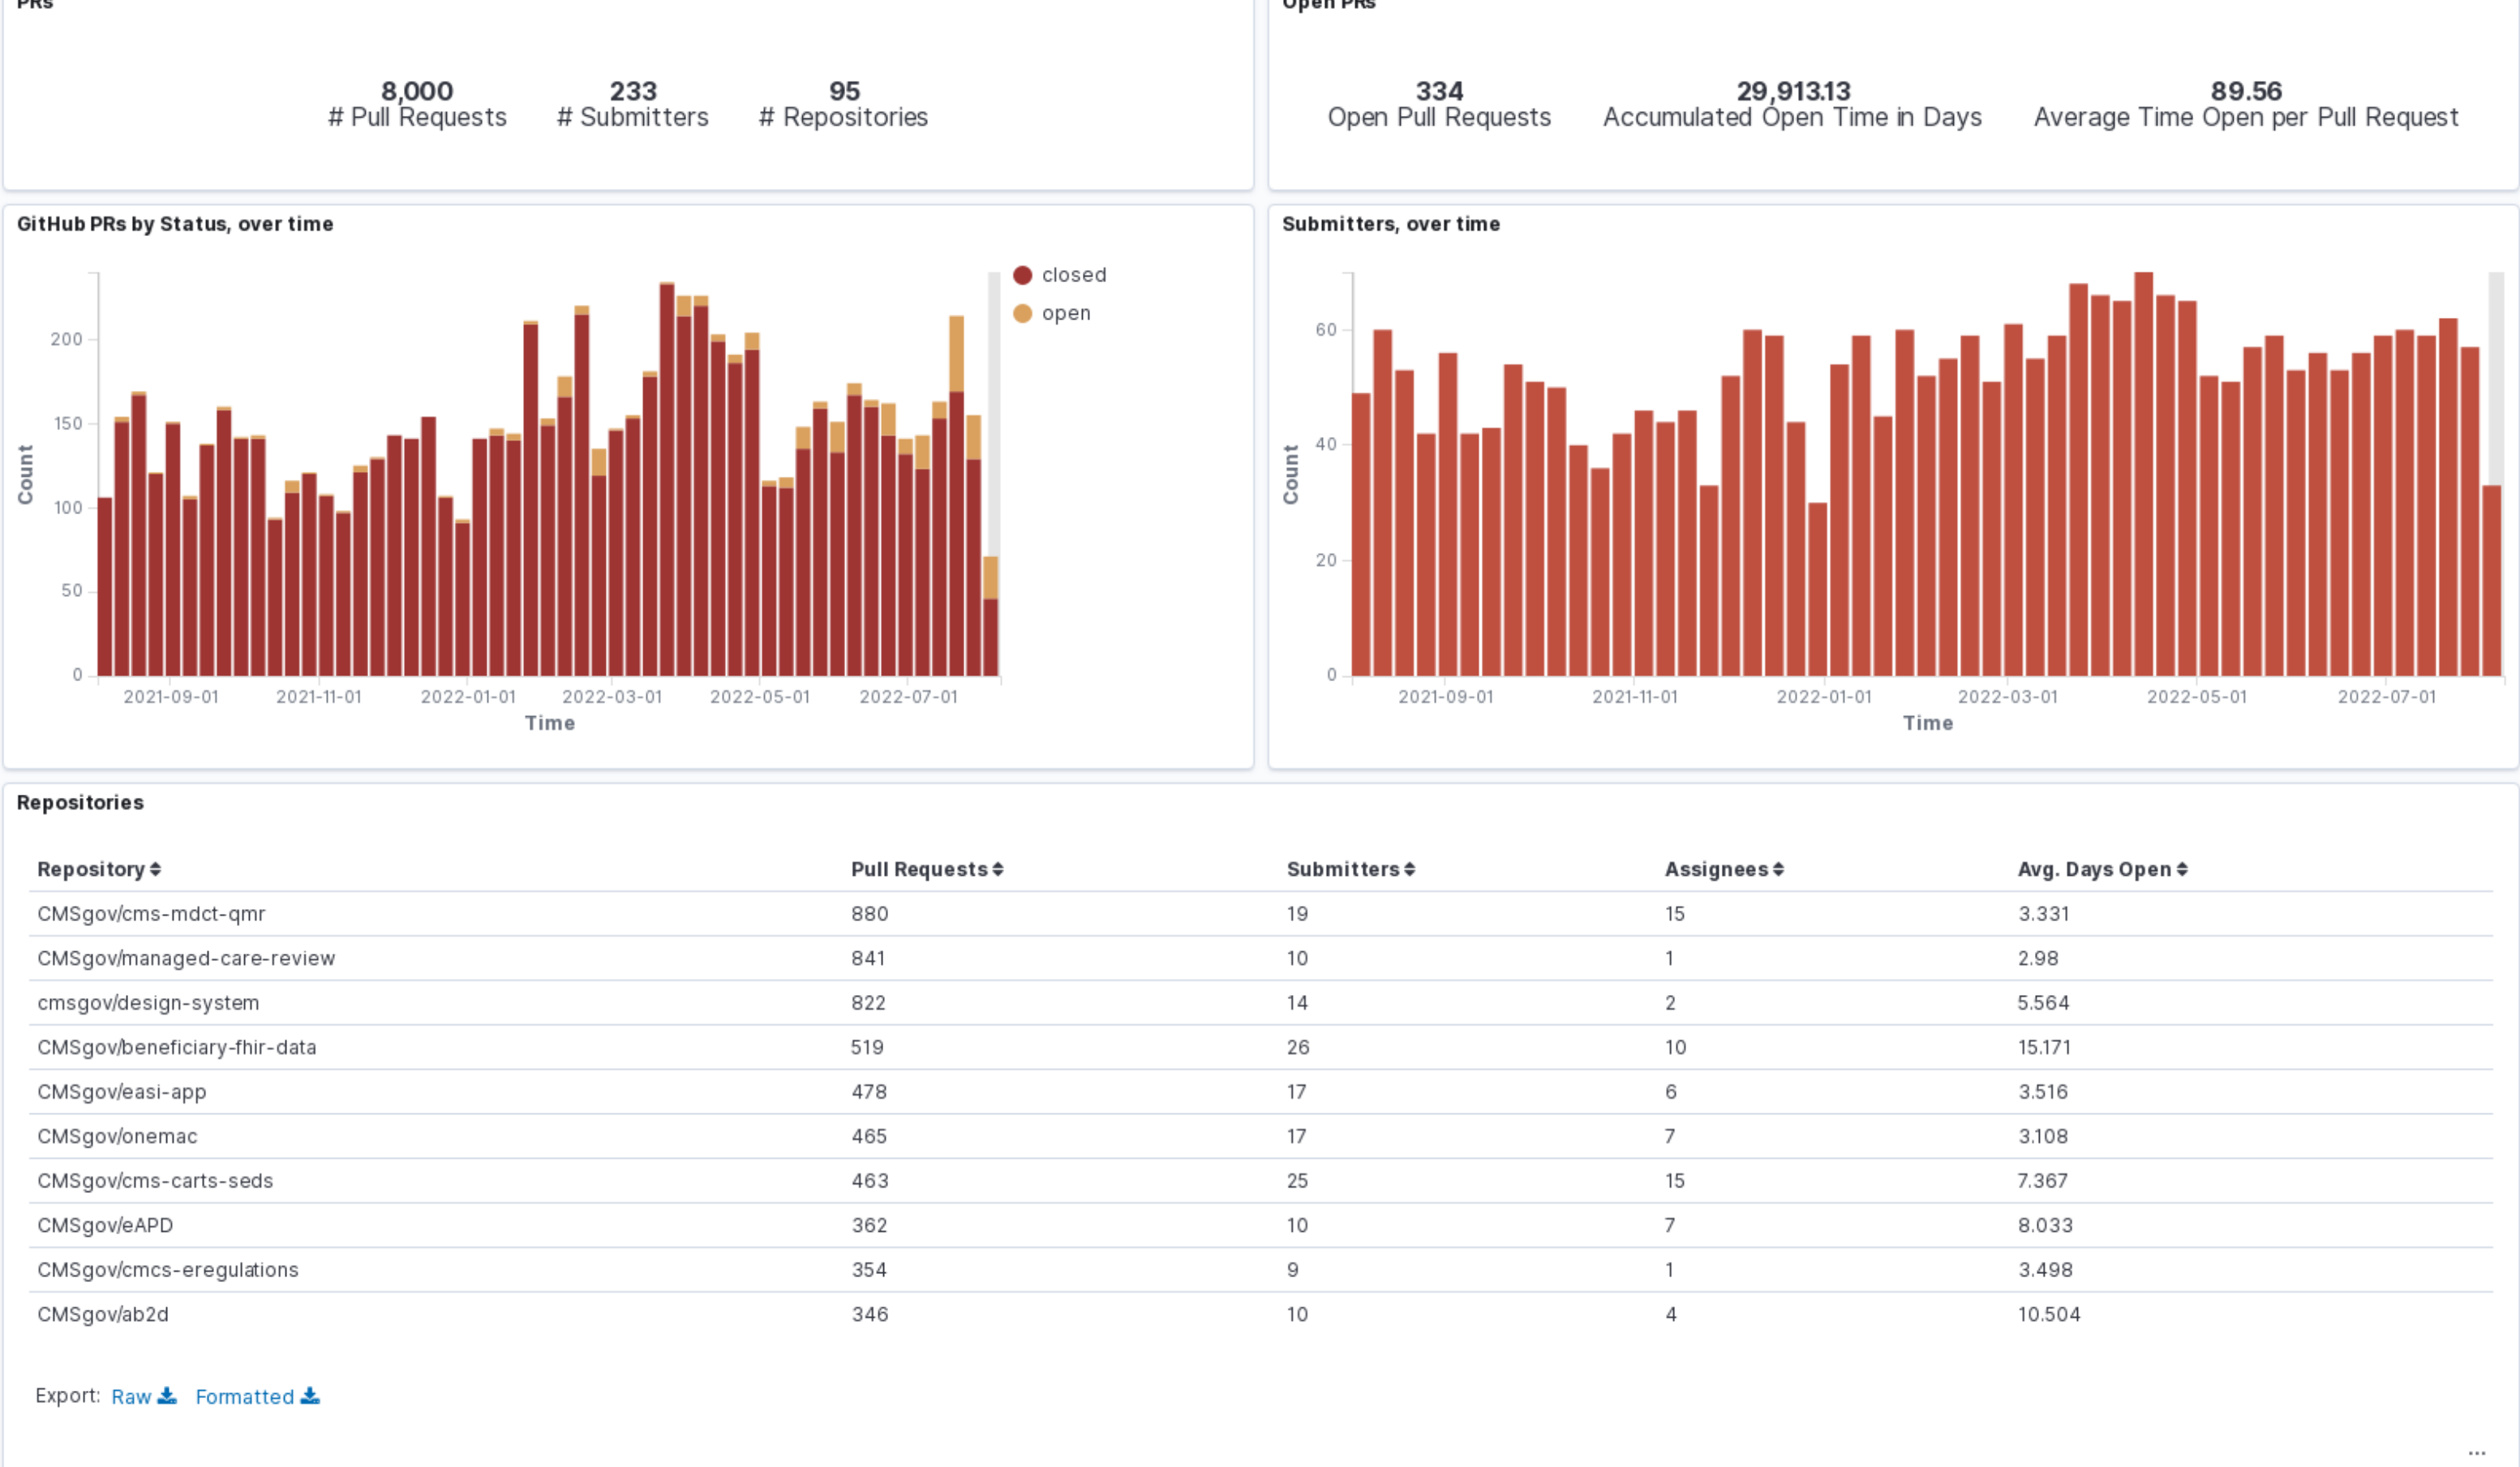 PRs
Open PRs
8,000 233 95
# Pull Requests # Submitters # Repositories
334 29,913.13 89.56
Open Pull Requests Accumulated Open Time in Days Average Time Open per Pull Request
GitHub PRs by Status, over time
closed
open
200
150
100
50
0
Count
2021-09-01 2021-11-01 2022-01-01 2022-03-01 2022-05-01 2022-07-01
Time
Submitters, over time
60
40
20
0
Count
2021-09-01 2021-11-01 2022-01-01 2022-03-01 2022-05-01 2022-07-01
Time
Repositories
Repository Pull Requests Submitters Assignees Avg. Days Open
CMSgov/cms-mdct-qmr 880 19 15 3.331
CMSgov/managed-care-review 841 10 1 2.98
cmsgov/design-system 822 14 2 5.564
CMSgov/beneficiary-fhir-data 519 26 10 15.171
CMSgov/easi-app 478 17 6 3.516
CMSgov/onemac 465 17 7 3.108
CMSgov/cms-carts-seds 463 25 15 7.367
CMSgov/eAPD 362 10 7 8.033
CMSgov/cmcs-eregulations 354 9 1 3.498
CMSgov/ab2d 346 10 4 10.504
Export: Raw Formatted
...